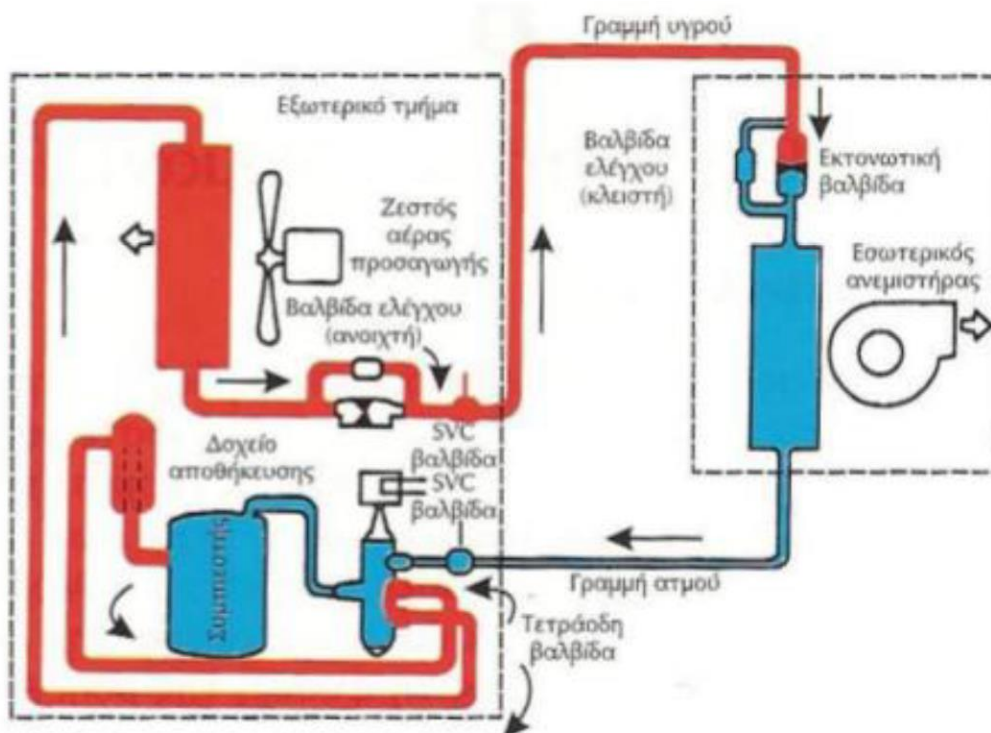 Γραμμή υγρού
Εξωτερικό τμήμα
Βαλβίδα
ελέγχου
(κλειστή)
Εκτονωτική
βαλβίδα
Ζεστός
αέρας
προσαγωγής
Εσωτερικός
ανεμιστήρας
Βαλβίδα ελέγχου
(ανοιχτή)
Δοχείο
αποθήκευσης
SVC
βαλβίδα
SVC
βαλβίδα
Συμπιεστής
Γραμμή ατμού
Τετράοδη
βαλβίδα